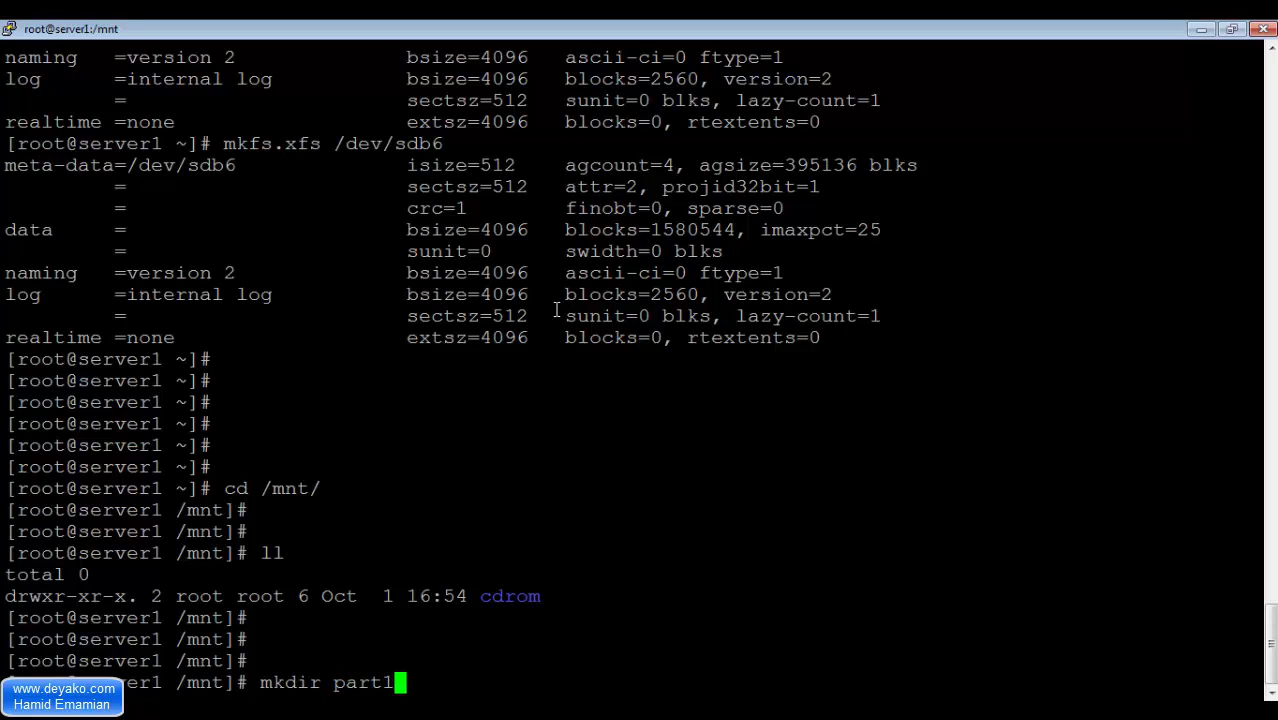 root@server1:/mnt
naming   =version 2              bsize=4096   ascii-ci=0 ftype=1
log      =internal log           bsize=4096   blocks=2560, version=2
         =                       sectsz=512   sunit=0 blks, lazy-count=1
realtime =none                   extsz=4096   blocks=0, rtextents=0
[root@server1 ~]# mkfs.xfs /dev/sdb6
meta-data=/dev/sdb6              isize=512    agcount=4, agsize=395136 blks
         =                       sectsz=512   attr=2, projid32bit=1
         =                       crc=1        finobt=0, sparse=0
data     =                       bsize=4096   blocks=1580544, imaxpct=25
         =                       sunit=0      swidth=0 blks
naming   =version 2              bsize=4096   ascii-ci=0 ftype=1
log      =internal log           bsize=4096   blocks=2560, version=2
         =                       sectsz=512   sunit=0 blks, lazy-count=1
realtime =none                   extsz=4096   blocks=0, rtextents=0
[root@server1 ~]#
[root@server1 ~]#
[root@server1 ~]#
[root@server1 ~]#
[root@server1 ~]#
[root@server1 ~]#
[root@server1 ~]# cd /mnt/
[root@server1 /mnt]#
[root@server1 /mnt]#
[root@server1 /mnt]# ll
total 0
drwxr-xr-x. 2 root root 6 Oct  1 16:54 cdrom
[root@server1 /mnt]#
[root@server1 /mnt]#
[root@server1 /mnt]#
[root@server1 /mnt]# mkdir part1
www.deyako.com
Hamid Emamian